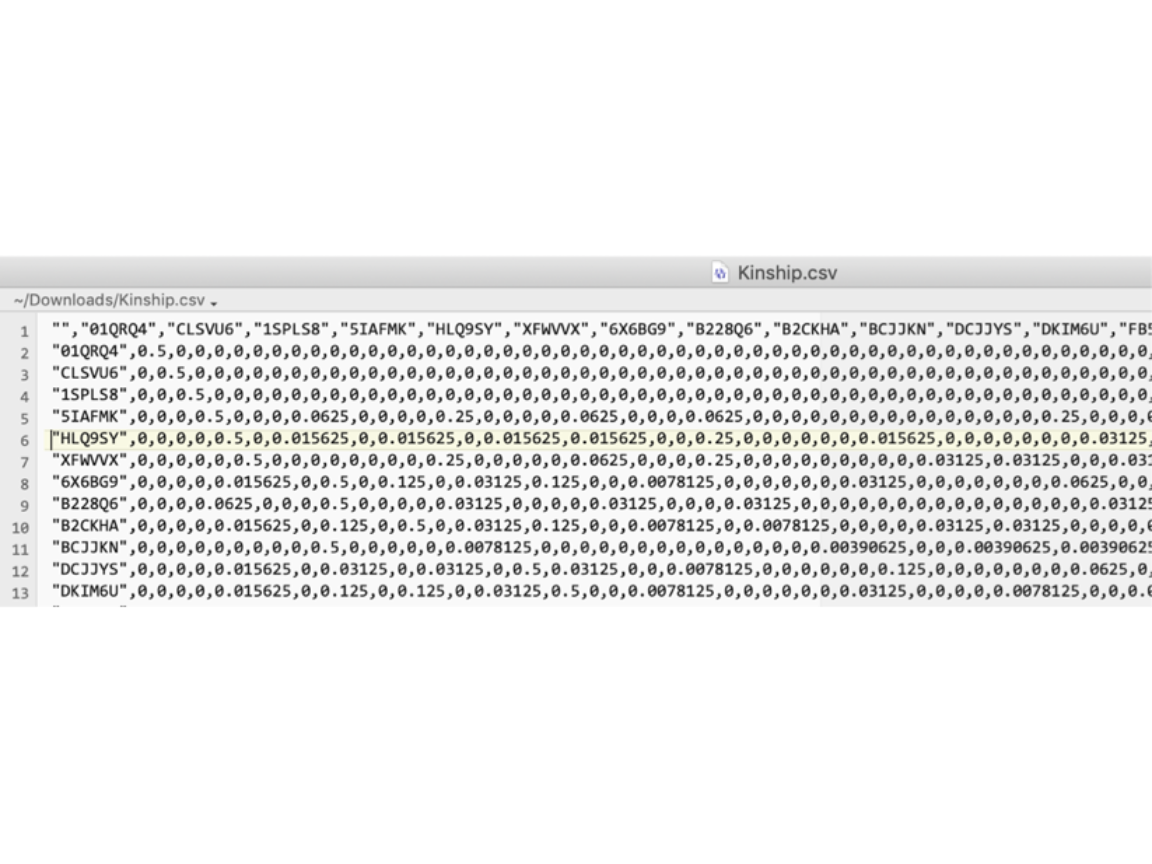 Kinship.csv
~/Downloads/Kinship.csv
1 "","01QRQ4","CLSVU6","1SPLS8","5IAFMK","HLQ9SY","XFWVVX","6X6BG9","B228Q6","B2CKHA","BCJJKN","DCJJYS","DKIM6U","FB5
2 "01QRQ4",0.5,0,0,0,0,0,0,0,0,0,0,0,0,0,0,0,0,0,0,0,0,0,0,0,0,0,0,0,0,0,0,0,0,0,0,0,0,0,0,0,0,0,0,0,0,0,0,0,0,0,0,0,
3 "CLSVU6",0,0.5,0,0,0,0,0,0,0,0,0,0,0,0,0,0,0,0,0,0,0,0,0,0,0,0,0,0,0,0,0,0,0,0,0,0,0,0,0,0,0,0,0,0,0,0,0,0,0,0,0,0,
4 "1SPLS8",0,0,0.5,0,0,0,0,0,0,0,0,0,0,0,0,0,0,0,0,0,0,0,0,0,0,0,0,0,0,0,0,0,0,0,0,0,0,0,0,0,0,0,0,0,0,0,0,0,0,0,0,0,
5 "5IAFMK",0,0,0,0.5,0,0,0,0.0625,0,0,0,0,0.25,0,0,0,0,0.0625,0,0,0,0.0625,0,0,0,0,0,0,0,0,0,0,0,0,0,0,0,0,0.25,0,0,0,0
6 "HLQ9SY",0,0,0,0,0.5,0,0.015625,0,0.015625,0,0.015625,0.015625,0,0,0.25,0,0,0,0,0,0,0.015625,0,0,0,0,0,0,0,0.03125,
7 "XFWVVX",0,0,0,0,0,0.5,0,0,0,0,0,0,0,0.25,0,0,0,0,0.0625,0,0,0.25,0,0,0,0,0,0,0,0,0,0.03125,0.03125,0,0,0.031
8 "6X6BG9",0,0,0,0,0.015625,0,0.5,0,0.125,0,0.03125,0.125,0,0,0.0078125,0,0,0,0,0,0,0.03125,0,0,0,0,0,0,0,0.0625,0,
9 "B228Q6",0,0,0,0.0625,0,0,0,0.5,0,0,0,0,0.03125,0,0,0,0,0.03125,0,0,0,0.03125,0,0,0,0,0,0,0,0,0,0,0,0,0,0,0,0,0.03125
10 "B2CKHA",0,0,0,0,0.015625,0,0.125,0,0.5,0,0.03125,0.125,0,0,0.0078125,0,0.0078125,0,0,0,0,0.03125,0.03125,0,0,0,0
11 "BCJJKN",0,0,0,0,0,0,0,0,0,0.5,0,0,0,0,0,0.0078125,0,0,0,0,0,0,0,0,0,0,0,0,0,0,0.00390625,0,0,0.00390625,0.00390625
12 "DCJJYS",0,0,0,0,0.015625,0,0.03125,0,0.03125,0,0.5,0.03125,0,0,0.0078125,0,0,0,0,0,0,0.125,0,0,0,0,0,0,0,0.0625,0,
13 "DKIM6U",0,0,0,0,0.015625,0,0.125,0,0.125,0,0.03125,0.5,0,0,0.0078125,0,0,0,0,0,0,0.03125,0,0,0,0,0.0078125,0,0,0.0